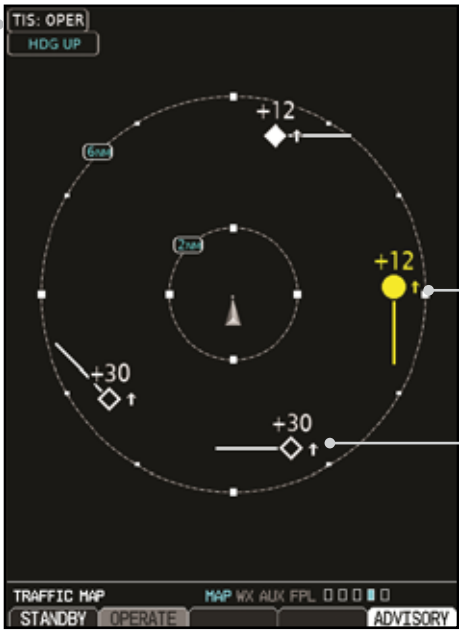 TIS: OPER
HDG UP
+12
6NM
2NM
+12
+30
+30
TRAFFIC MAP MAP WX AUX FPL
STANDBY OPERATE ADVISORY